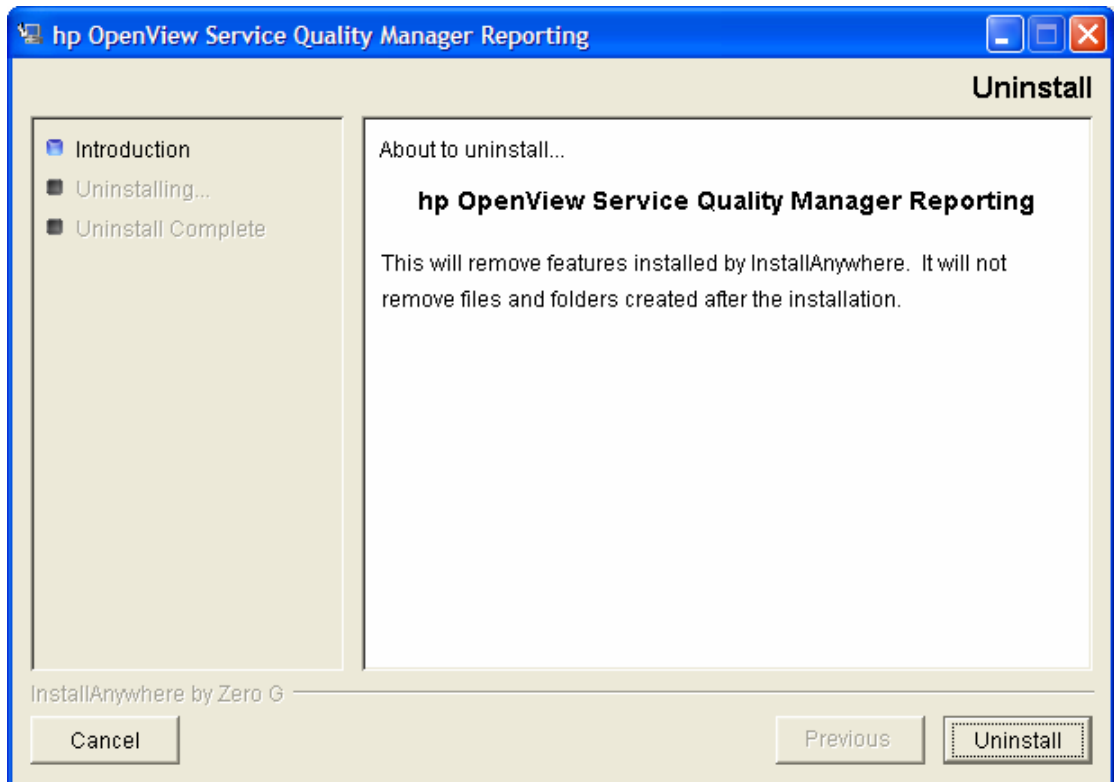 hp OpenView Service Quality Manager Reporting
Uninstall
Introduction
Uninstalling...
Uninstall Complete
About to uninstall...
hp OpenView Service Quality Manager Reporting
This will remove features installed by InstallAnywhere.  It will not
remove files and folders created after the installation.
InstallAnywhere by Zero G
Cancel
Previous
Uninstall